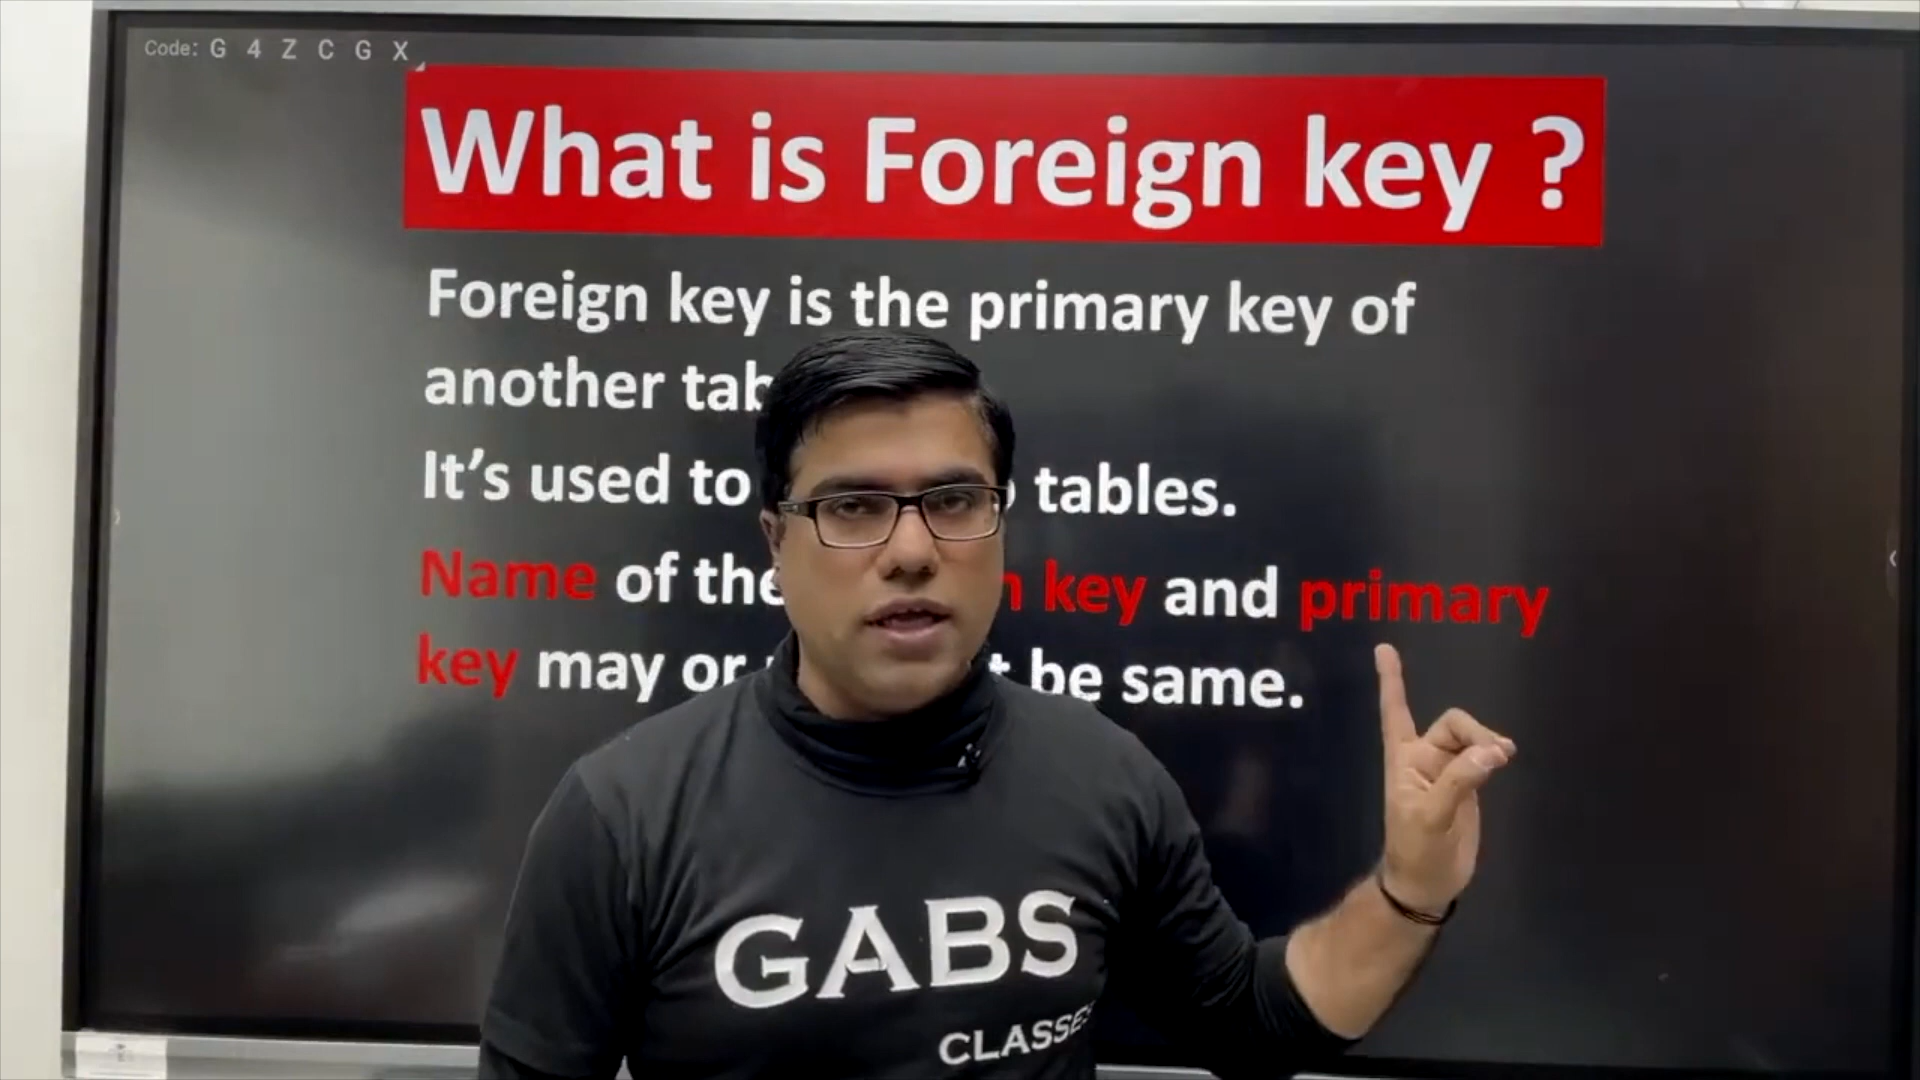 Code: G 4 Z C G X
What is Foreign key ?
Foreign key is the primary key of
another
It's used to tables.
Name of the key and primary
key may or be same.
GABS
CLASSES